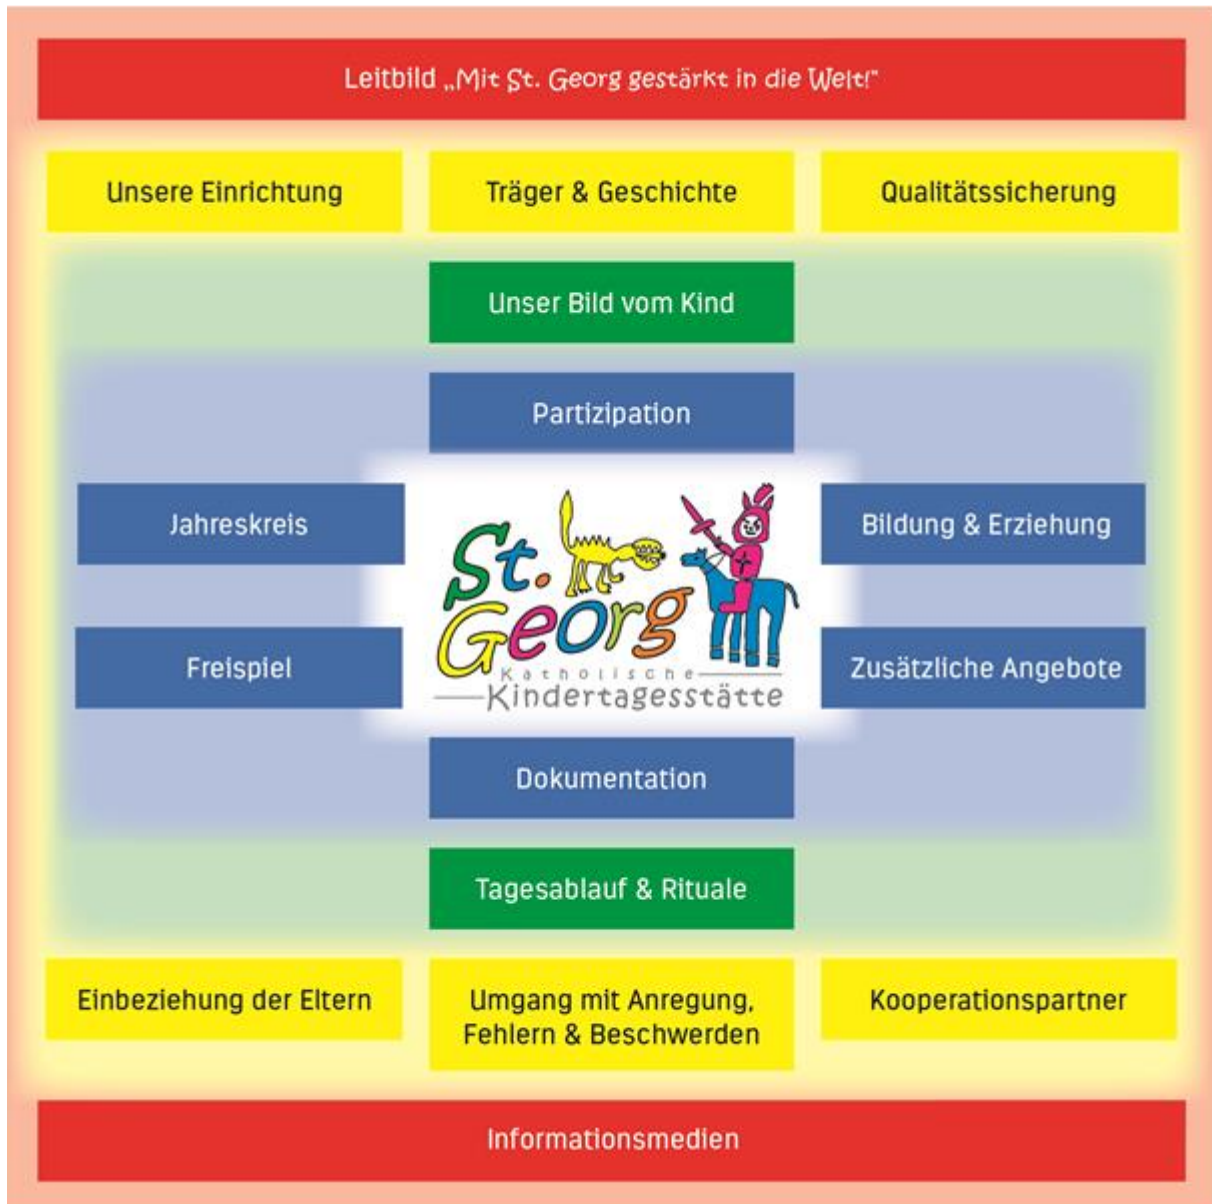 Leitbild „Mit St. Georg gestärkt in die Welt!“
Unsere Einrichtung
Träger & Geschichte
Qualitätssicherung
Unser Bild vom Kind
Partizipation
Jahreskreis
Bildung & Erziehung
St.
Georg
Katholische
Kindertagesstätte
Freispiel
Zusätzliche Angebote
Dokumentation
Tagesablauf & Rituale
Einbeziehung der Eltern
Umgang mit Anregung,
Fehlern & Beschwerden
Kooperationspartner
Informationsmedien